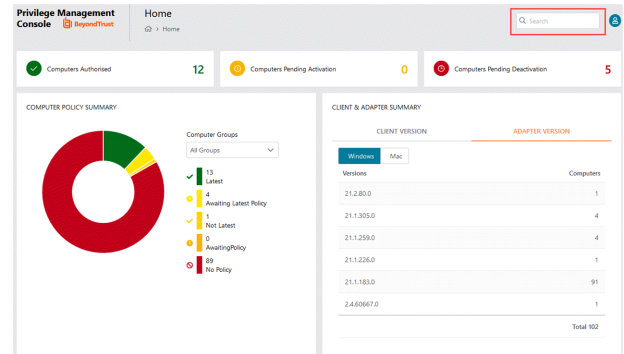 Privilege Management
Console BeyondTrust
Home
> Home
Search
Computers Authorised 12
Computers Pending Activation 0
Computers Pending Deactivation 5
COMPUTER POLICY SUMMARY
Computer Groups
All Groups
13
Latest
4
Awaiting Latest Policy
1
Not Latest
0
AwaitingPolicy
89
No Policy
CLIENT & ADAPTER SUMMARY
CLIENT VERSION ADAPTER VERSION
Windows Mac
Versions Computers
21.2.80.0 1
21.1.305.0 4
21.1.259.0 4
21.1.226.0 1
21.1.183.0 91
2.4.60667.0 1
Total 102